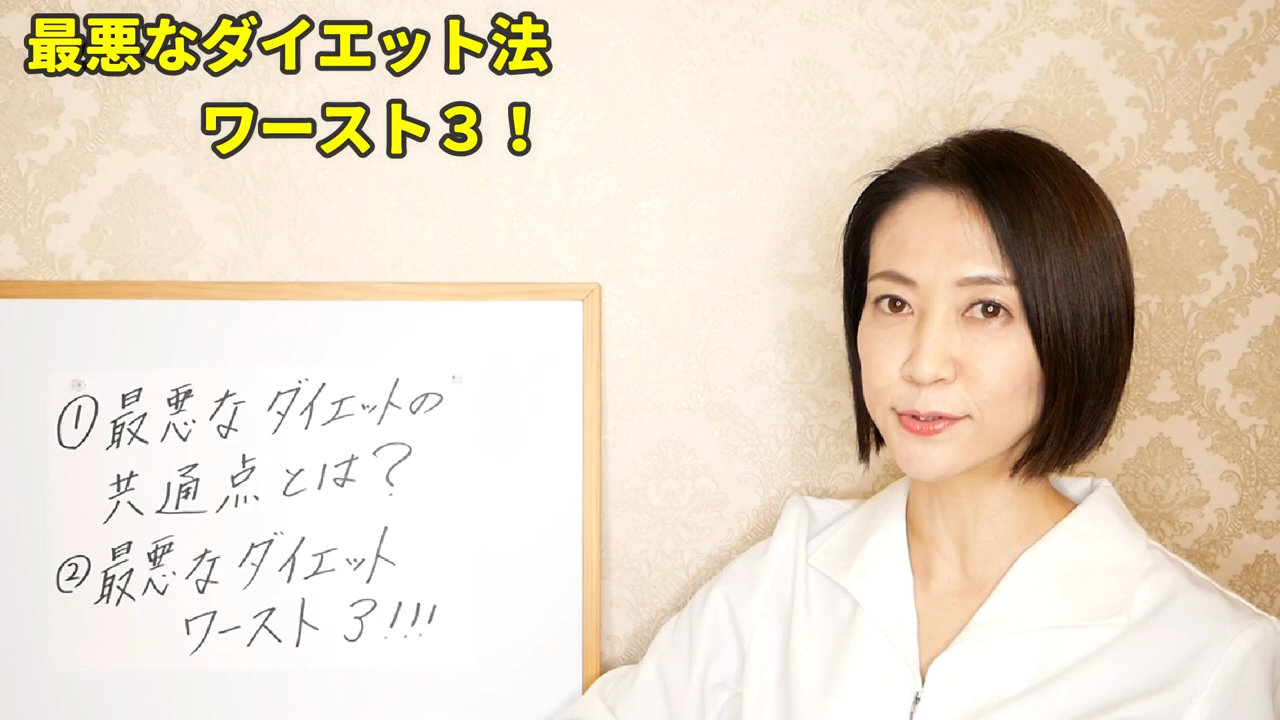 最悪なダイエット法
ワースト３！
①最悪なダイエットの
共通点とは?
②最悪なダイエット
ワースト3!!!